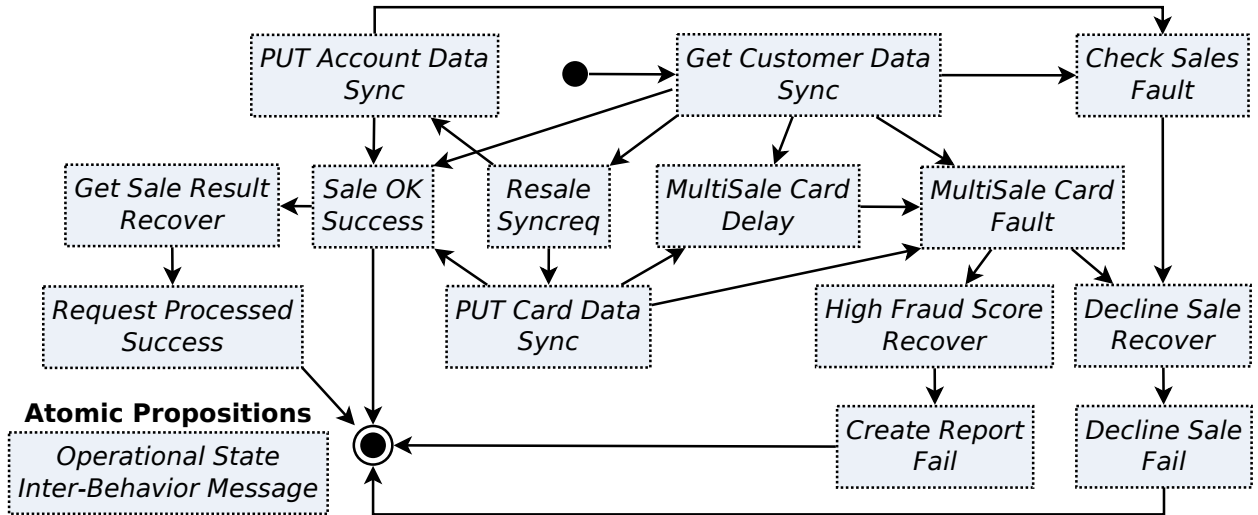 PUT Account Data
Sync
Get Customer Data
Sync
Check Sales
Fault
Get Sale Result
Recover
Sale OK
Success
Resale
Syncreq
MultiSale Card
Delay
MultiSale Card
Fault
Request Processed
Success
PUT Card Data
Sync
High Fraud Score
Recover
Decline Sale
Recover
Atomic Propositions
Operational State
Inter-Behavior Message
Create Report
Fail
Decline Sale
Fail